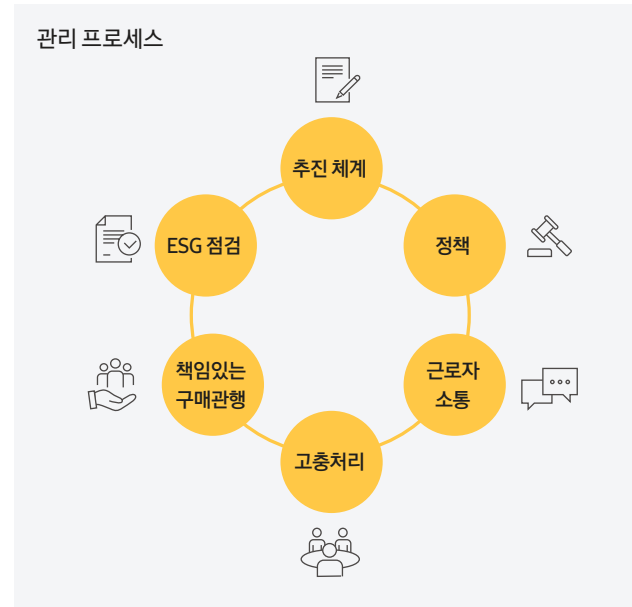 관리 프로세스
추진 체계
정책
근로자
소통
고충처리
책임있는
구매관행
ESG 점검